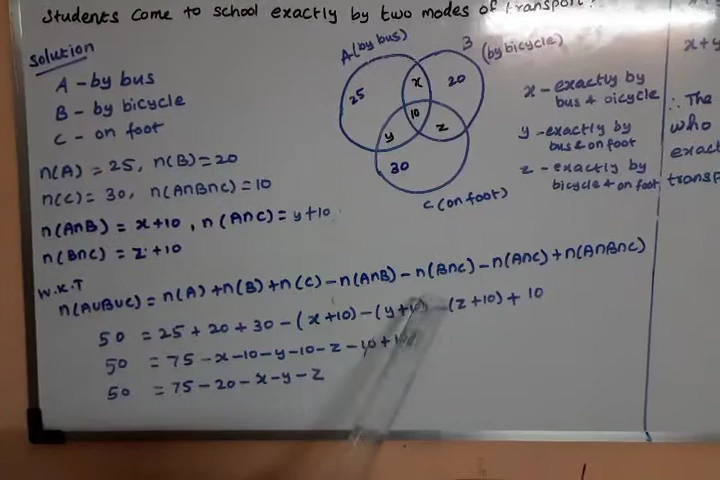 Students come to school exactly by two modes of transport?
Solution
A - by bus
B - by bicycle
C - on foot
n(A) = 25, n(B) = 20
n(C) = 30, n(A∩B∩C) = 10
n(A∩B) = x+10, n(A∩C) = y+10
n(B∩C) = z+10
A (by bus)
B (by bicycle)
25
x
20
10
y
z
30
C (on foot)
x - exactly by
bus & bicycle
y - exactly by
bus & on foot
z - exactly by
bicycle & on foot
x+y
∴ The
who
exact
transp
W.K.T
n(A∪B∪C) = n(A) + n(B) + n(C) - n(A∩B) - n(B∩C) - n(A∩C) + n(A∩B∩C)
50 = 25 + 20 + 30 - (x+10) - (y+10) - (z+10) + 10
50 = 75 - x - 10 - y - 10 - z - 10 + 10
50 = 75 - 20 - x - y - z